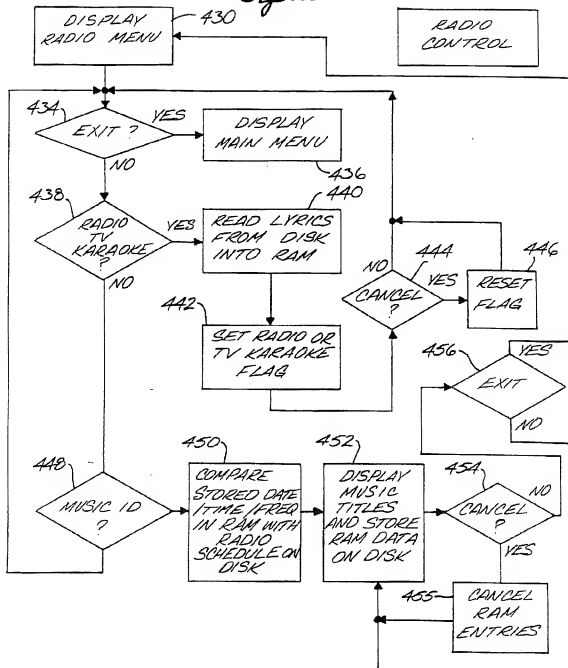 DISPLAY
RADIO MENU
430
RADIO
CONTROL
434
EXIT ?
YES
NO
DISPLAY
MAIN MENU
436
438
RADIO
TV
KARAOKE
?
YES
NO
440
READ LYRICS
FROM DISK
INTO RAM
442
SET RADIO OR
TV KARAOKE
FLAG
NO
444
CANCEL
?
YES
446
RESET
FLAG
456
EXIT
YES
NO
448
MUSIC ID
?
450
COMPARE
STORED DATE
/TIME /FREQ
IN RAM WITH
RADIO
SCHEDULE ON
DISK
452
DISPLAY
MUSIC
TITLES
AND STORE
RAM DATA
ON DISK
454
CANCEL
?
NO
YES
455
CANCEL
RAM
ENTRIES